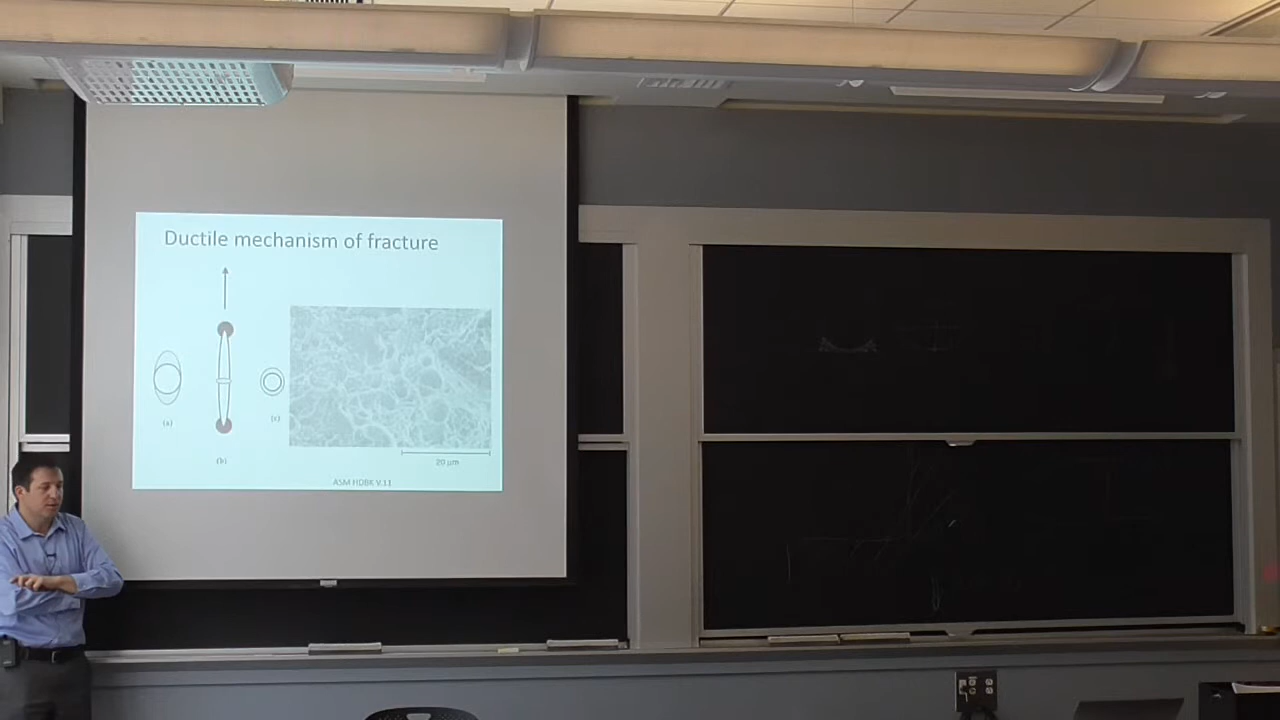 Ductile mechanism of fracture
(a)
(b)
(c)
20 µm
ASM HDBK V.11